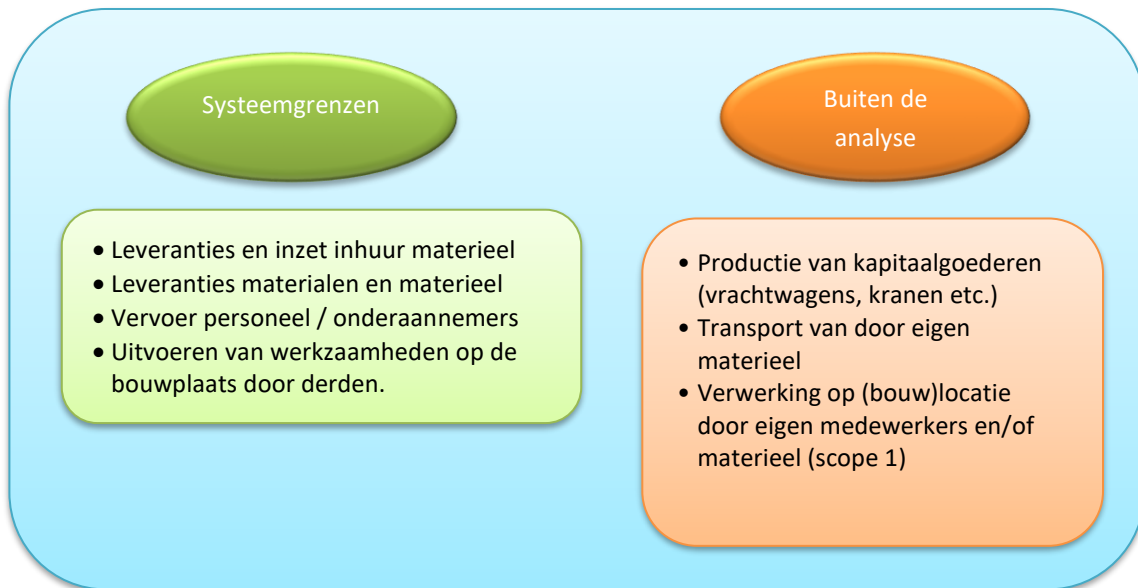 Systeemgrenzen
• Leveranties en inzet inhuur materieel
• Leveranties materialen en materieel
• Vervoer personeel / onderaannemers
• Uitvoeren van werkzaamheden op de
bouwplaats door derden.
Buiten de
analyse
• Productie van kapitaalgoederen
(vrachtwagens, kranen etc.)
• Transport van door eigen
materieel
• Verwerking op (bouw)locatie
door eigen medewerkers en/of
materieel (scope 1)